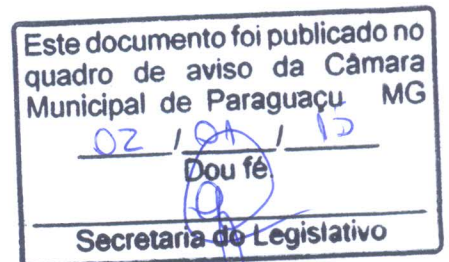 Este documento foi publicado no
quadro de aviso da Câmara
Municipal de Paraguaçu MG
02 / 01 /
Dou fé.
Secretaria do Legislativo